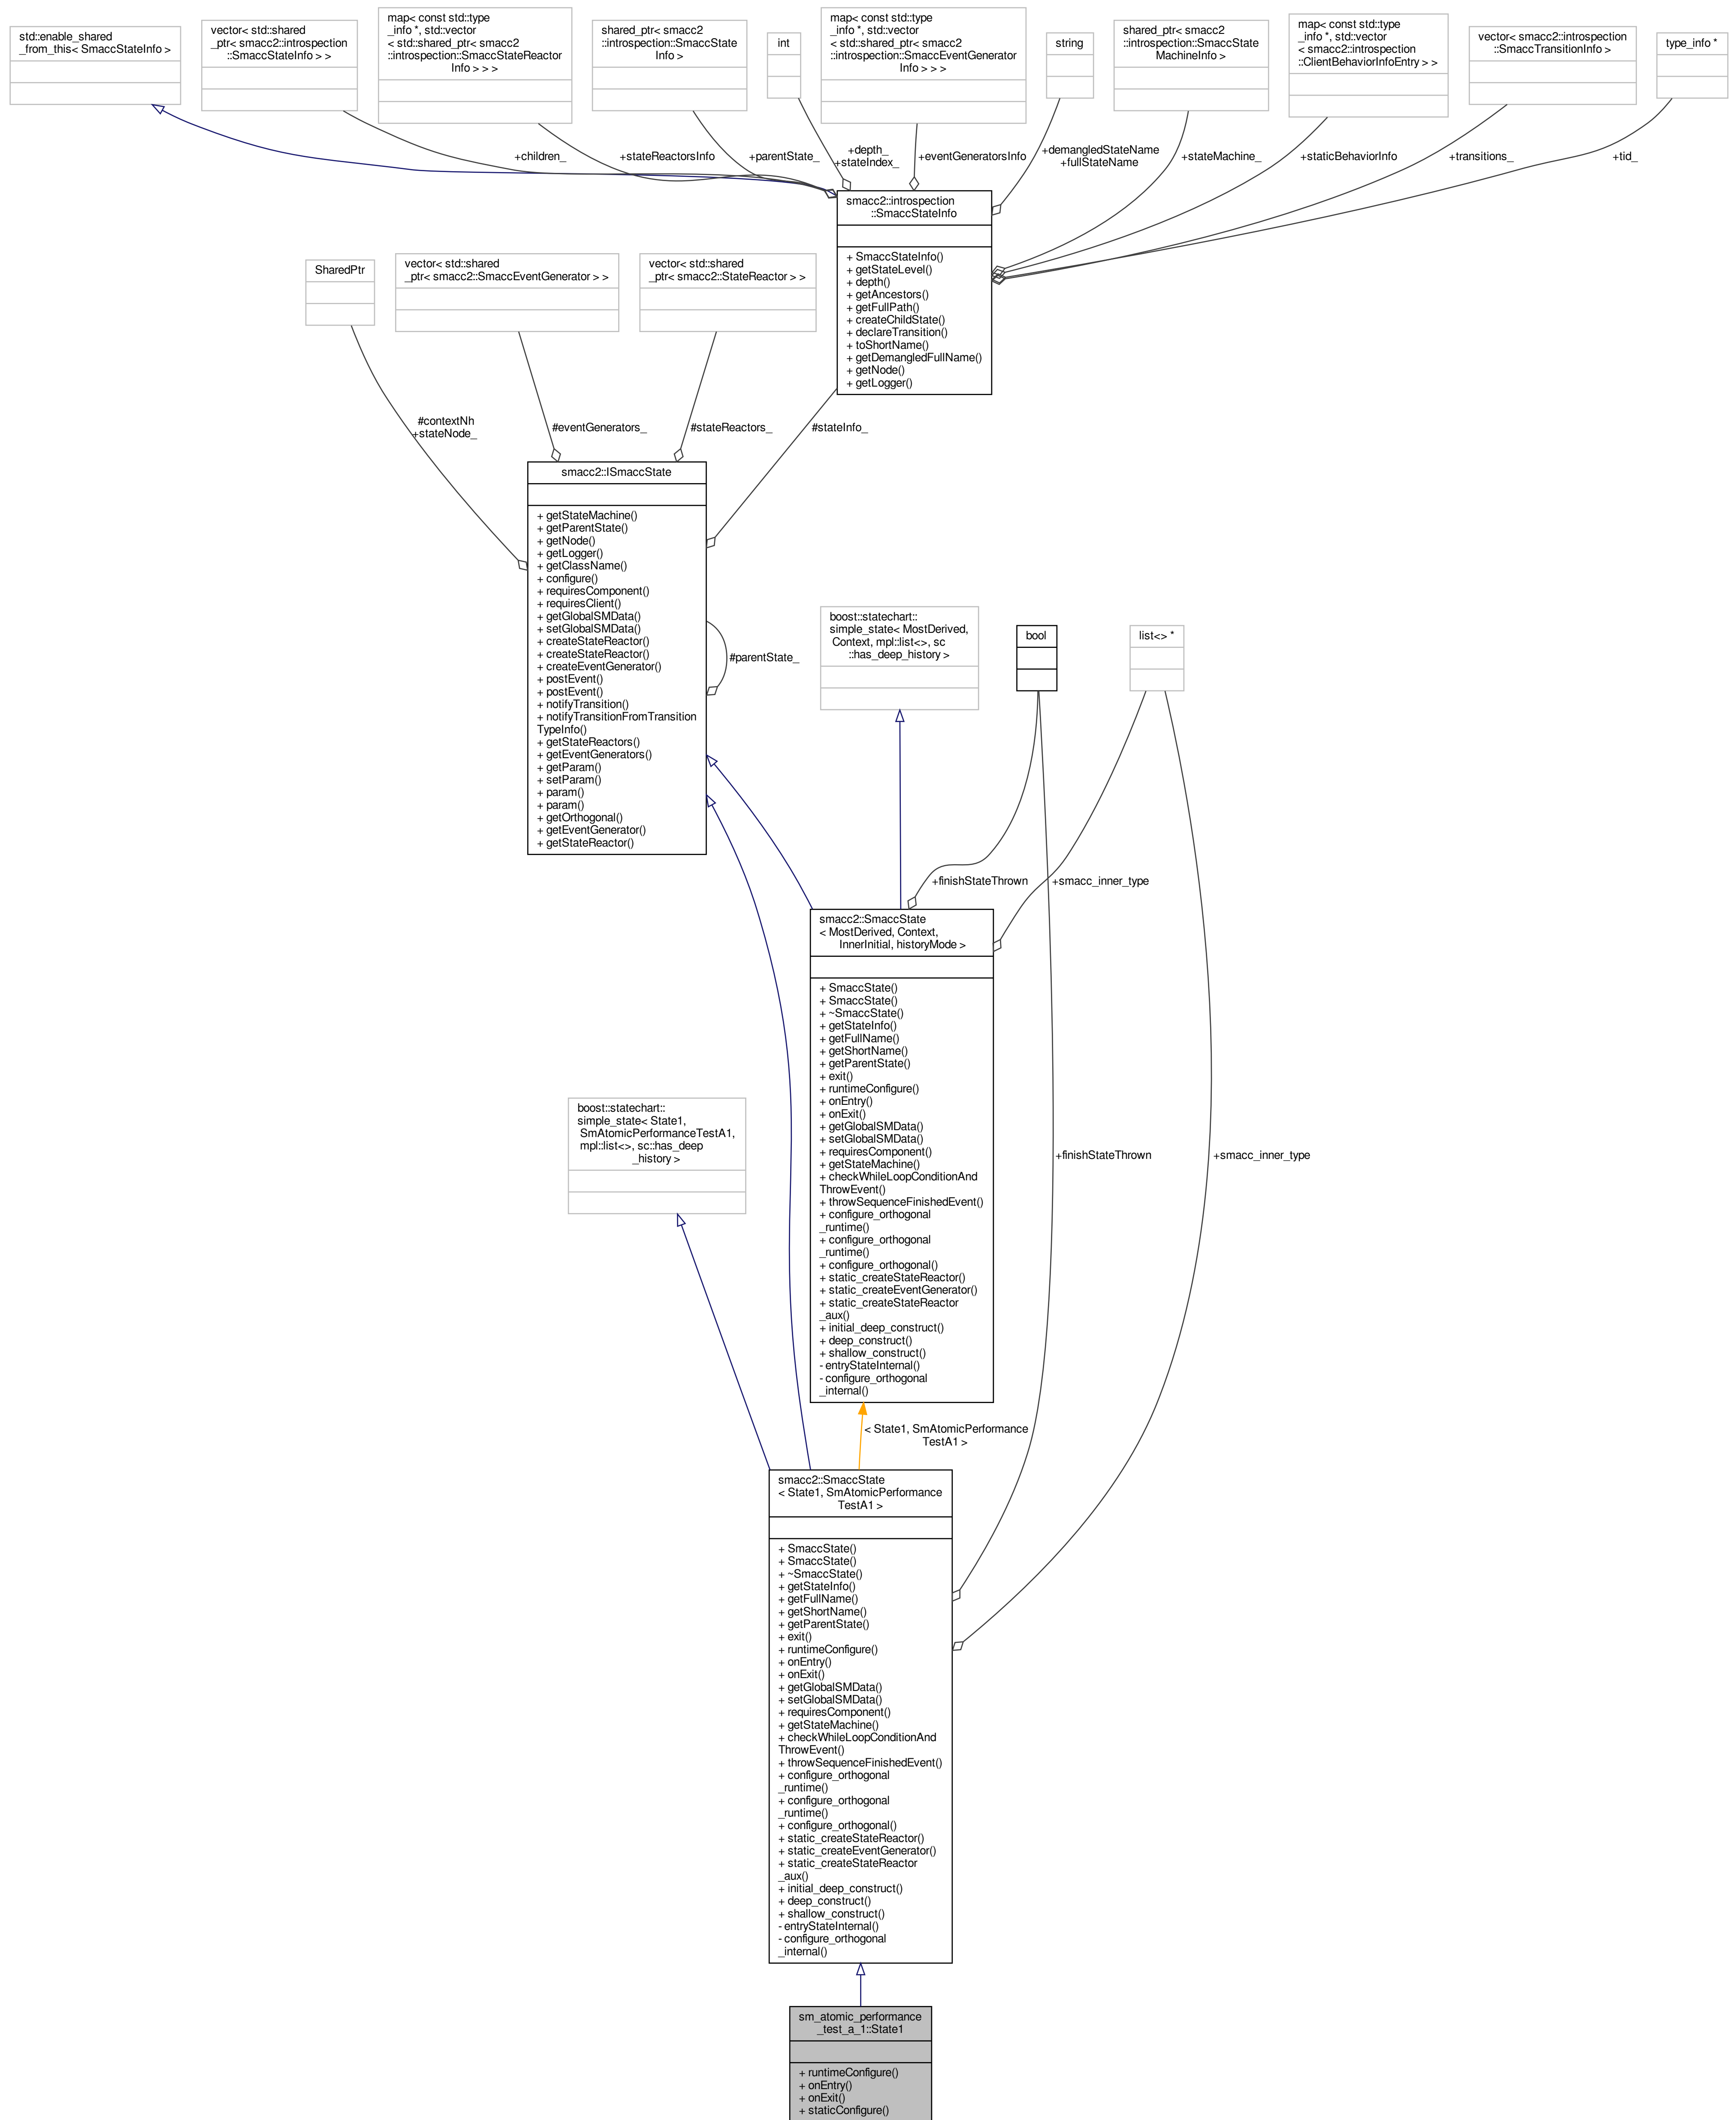 std::enable_shared
_from_this< SmaccStateInfo >
vector< std::shared
_ptr< smacc2::introspection
::SmaccStateInfo > >
map< const std::type
_info *, std::vector
< std::shared_ptr< smacc2
::introspection::SmaccStateReactor
Info > > >
shared_ptr< smacc2
::introspection::SmaccState
Info >
int
map< const std::type
_info *, std::vector
< std::shared_ptr< smacc2
::introspection::SmaccEventGenerator
Info > > >
string
shared_ptr< smacc2
::introspection::SmaccState
MachineInfo >
map< const std::type
_info *, std::vector
< smacc2::introspection
::ClientBehaviorInfoEntry > >
vector< smacc2::introspection
::SmaccTransitionInfo >
type_info *
+children_
+stateReactorsInfo
+parentState_
+depth_
+stateIndex_
+eventGeneratorsInfo
+demangledStateName
+fullStateName
+stateMachine_
+staticBehaviorInfo
+transitions_
+tid_
smacc2::introspection
::SmaccStateInfo
+ SmaccStateInfo()
+ getStateLevel()
+ depth()
+ getAncestors()
+ getFullPath()
+ createChildState()
+ declareTransition()
+ toShortName()
+ getDemangledFullName()
+ getNode()
+ getLogger()
SharedPtr
vector< std::shared
_ptr< smacc2::SmaccEventGenerator > >
vector< std::shared
_ptr< smacc2::StateReactor > >
#contextNh
+stateNode_
#eventGenerators_
#stateReactors_
#stateInfo_
smacc2::ISmaccState
+ getStateMachine()
+ getParentState()
+ getNode()
+ getLogger()
+ getClassName()
+ configure()
+ requiresComponent()
+ requiresClient()
+ getGlobalSMData()
+ setGlobalSMData()
+ createStateReactor()
+ createStateReactor()
+ createEventGenerator()
+ postEvent()
+ postEvent()
+ notifyTransition()
+ notifyTransitionFromTransition
TypeInfo()
+ getStateReactors()
+ getEventGenerators()
+ getParam()
+ setParam()
+ param()
+ param()
+ getOrthogonal()
+ getEventGenerator()
+ getStateReactor()
#parentState_
boost::statechart::
simple_state< MostDerived,
Context, mpl::list<>, sc
::has_deep_history >
bool
list<> *
+finishStateThrown
+smacc_inner_type
smacc2::SmaccState
< MostDerived, Context,
InnerInitial, historyMode >
+ SmaccState()
+ SmaccState()
+ ~SmaccState()
+ getStateInfo()
+ getFullName()
+ getShortName()
+ getParentState()
+ exit()
+ runtimeConfigure()
+ onEntry()
+ onExit()
+ getGlobalSMData()
+ setGlobalSMData()
+ requiresComponent()
+ getStateMachine()
+ checkWhileLoopConditionAnd
ThrowEvent()
+ throwSequenceFinishedEvent()
+ configure_orthogonal
_runtime()
+ configure_orthogonal
_runtime()
+ configure_orthogonal()
+ static_createStateReactor()
+ static_createEventGenerator()
+ static_createStateReactor
_aux()
+ initial_deep_construct()
+ deep_construct()
+ shallow_construct()
- entryStateInternal()
- configure_orthogonal
_internal()
boost::statechart::
simple_state< State1,
SmAtomicPerformanceTestA1,
mpl::list<>, sc::has_deep
_history >
+finishStateThrown
+smacc_inner_type
< State1, SmAtomicPerformance
TestA1 >
smacc2::SmaccState
< State1, SmAtomicPerformance
TestA1 >
+ SmaccState()
+ SmaccState()
+ ~SmaccState()
+ getStateInfo()
+ getFullName()
+ getShortName()
+ getParentState()
+ exit()
+ runtimeConfigure()
+ onEntry()
+ onExit()
+ getGlobalSMData()
+ setGlobalSMData()
+ requiresComponent()
+ getStateMachine()
+ checkWhileLoopConditionAnd
ThrowEvent()
+ throwSequenceFinishedEvent()
+ configure_orthogonal
_runtime()
+ configure_orthogonal
_runtime()
+ configure_orthogonal()
+ static_createStateReactor()
+ static_createEventGenerator()
+ static_createStateReactor
_aux()
+ initial_deep_construct()
+ deep_construct()
+ shallow_construct()
- entryStateInternal()
- configure_orthogonal
_internal()
sm_atomic_performance
_test_a_1::State1
+ runtimeConfigure()
+ onEntry()
+ onExit()
+ staticConfigure()